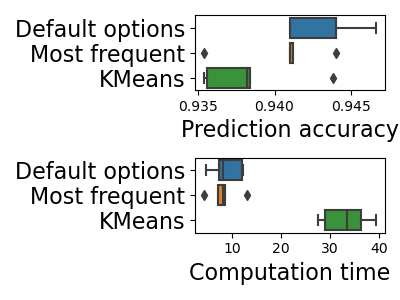 Default options
Most frequent
KMeans
0.935 0.940 0.945
Prediction accuracy
Default options
Most frequent
KMeans
10 20 30 40
Computation time